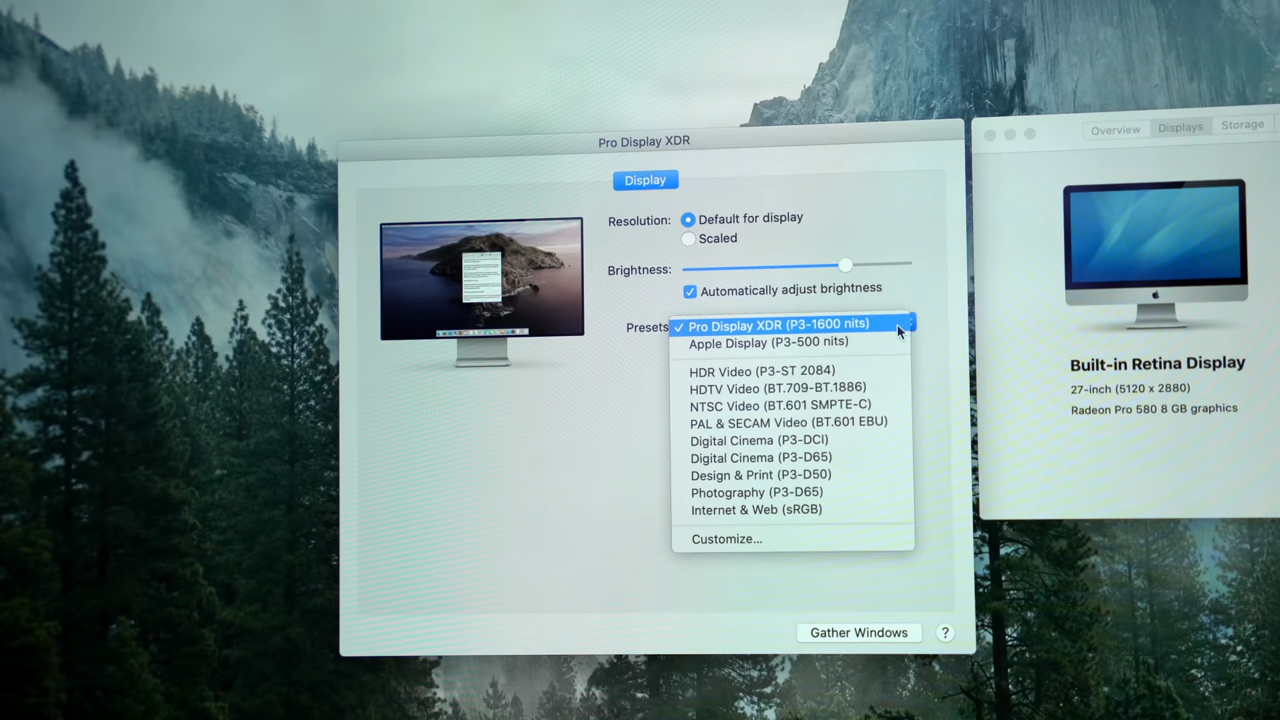 Pro Display XDR
Display
Resolution:
Default for display
Scaled
Brightness:
Automatically adjust brightness
Presets
✓ Pro Display XDR (P3-1600 nits)
Apple Display (P3-500 nits)
HDR Video (P3-ST 2084)
HDTV Video (BT.709-BT.1886)
NTSC Video (BT.601 SMPTE-C)
PAL & SECAM Video (BT.601 EBU)
Digital Cinema (P3-DCI)
Digital Cinema (P3-D65)
Design & Print (P3-D50)
Photography (P3-D65)
Internet & Web (sRGB)
Customize...
Gather Windows
?
Overview
Displays
Storage
Built-in Retina Display
27-inch (5120 x 2880)
Radeon Pro 580 8 GB graphics